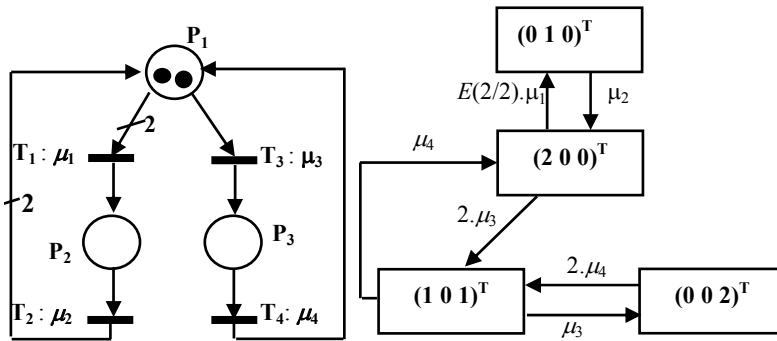 P₁
2
T₁ : μ₁
T₃ : μ₃
2
P₂
P₃
T₂ : μ₂
T₄ : μ₄
(0 1 0)ᵀ
E(2/2).μ₁
μ₂
μ₄
(2 0 0)ᵀ
2.μ₃
2.μ₄
(1 0 1)ᵀ
(0 0 2)ᵀ
μ₃